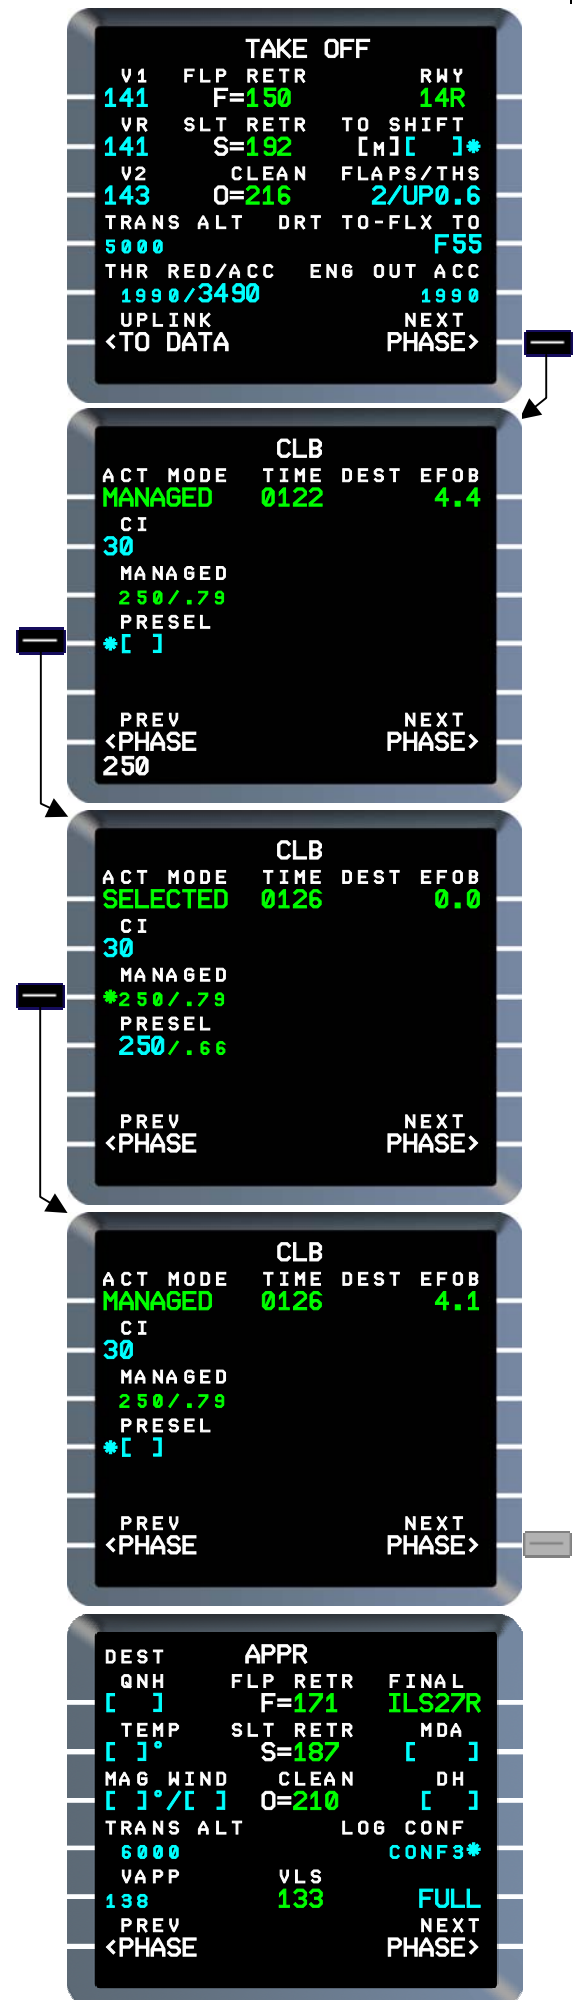 TAKE OFF
V1 FLP RETR RWY
141 F=150 14R
VR SLT RETR TO SHIFT
141 S=192 [M][ ]*
V2 CLEAN FLAPS/THS
143 O=216 2/UP0.6
TRANS ALT DRT TO-FLX TO
5000 F55
THR RED/ACC ENG OUT ACC
1990/3490 1990
UPLINK NEXT
<TO DATA PHASE>
CLB
ACT MODE TIME DEST EFOB
MANAGED 0122 4.4
CI
30
MANAGED
250/.79
PRESEL
*[ ]
PREV NEXT
<PHASE PHASE>
250
CLB
ACT MODE TIME DEST EFOB
SELECTED 0126 0.0
CI
30
MANAGED
*250/.79
PRESEL
250/.66
PREV NEXT
<PHASE PHASE>
CLB
ACT MODE TIME DEST EFOB
MANAGED 0126 4.1
CI
30
MANAGED
250/.79
PRESEL
*[ ]
PREV NEXT
<PHASE PHASE>
DEST APPR
QNH FLP RETR FINAL
[ ] F=171 ILS27R
TEMP SLT RETR MDA
[ ]° S=187 [ ]
MAG WIND CLEAN DH
[ ]°/[ ] O=210 [ ]
TRANS ALT LOG CONF
6000 CONF3*
VAPP VLS
138 133 FULL
PREV NEXT
<PHASE PHASE>